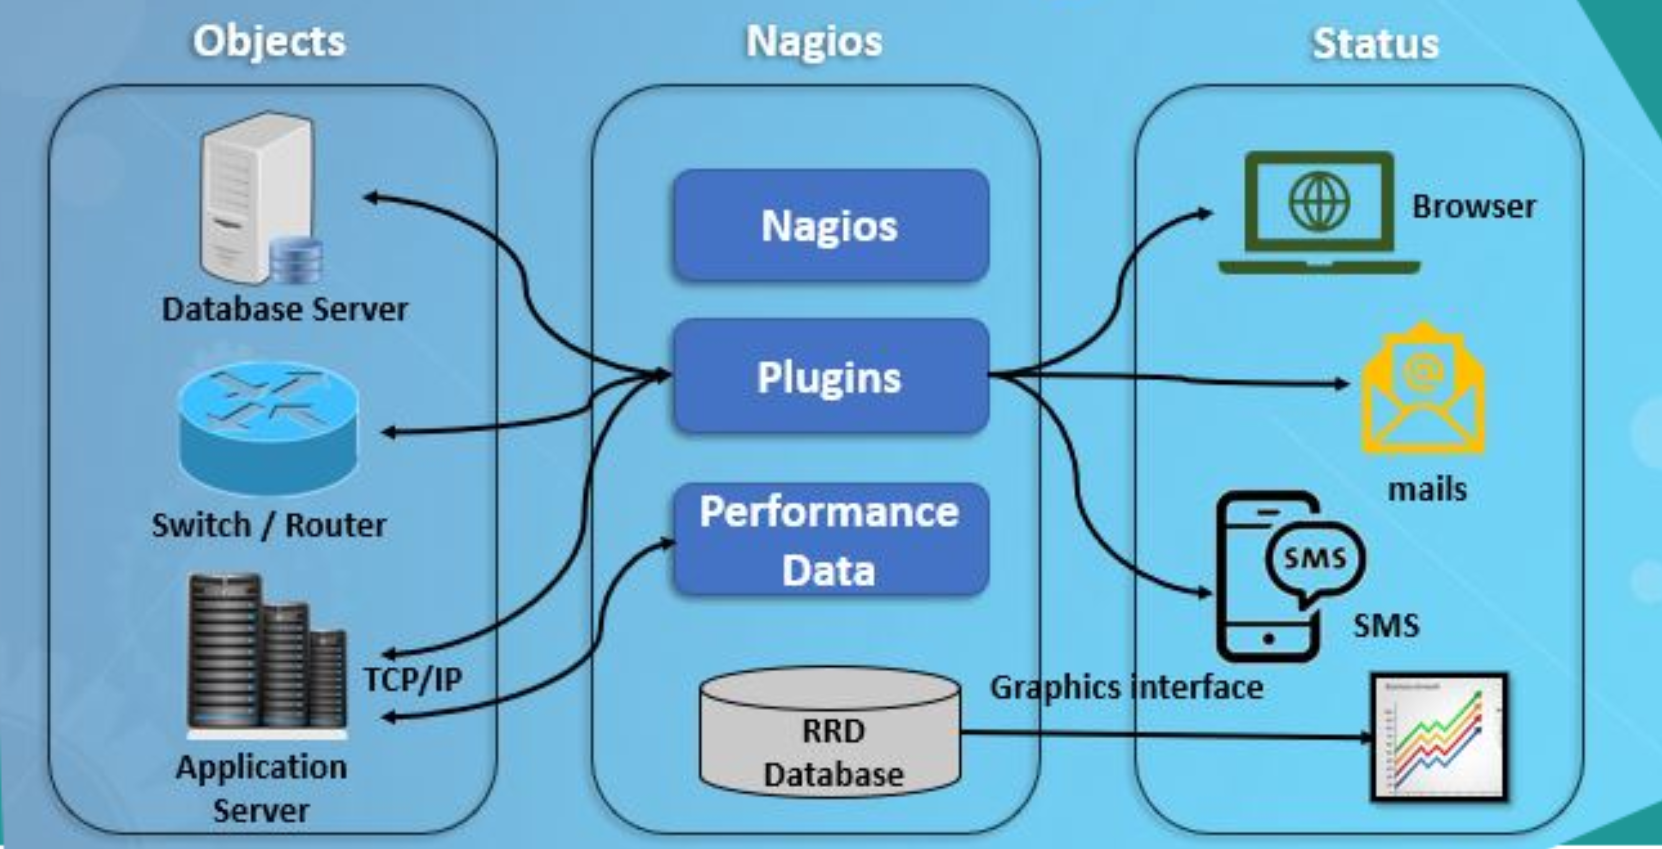 Objects
Nagios
Status
Database Server
Switch / Router
TCP/IP
Application
Server
Nagios
Plugins
Performance
Data
RRD
Database
Graphics interface
Browser
@
mails
SMS
SMS